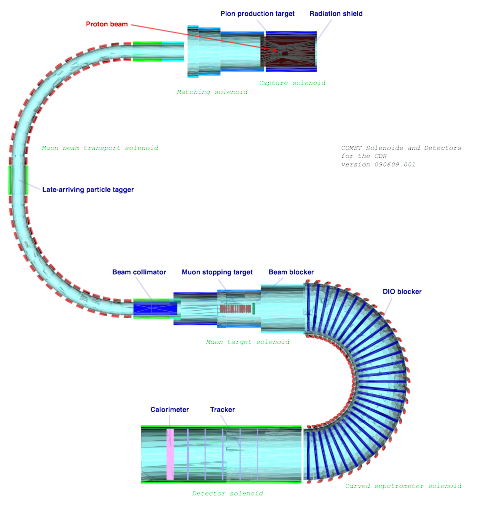 Pion production target
Radiation shield
Proton beam
Capture solenoid
Matching solenoid
Muon beam transport solenoid
COMET Solenoids and Detectors
for the CDR
version 090609.001
Late-arriving particle tagger
Beam collimator
Muon stopping target
Beam blocker
DIO blocker
Muon target solenoid
Calorimeter
Tracker
Curved sepctrometer solenoid
Detector solenoid